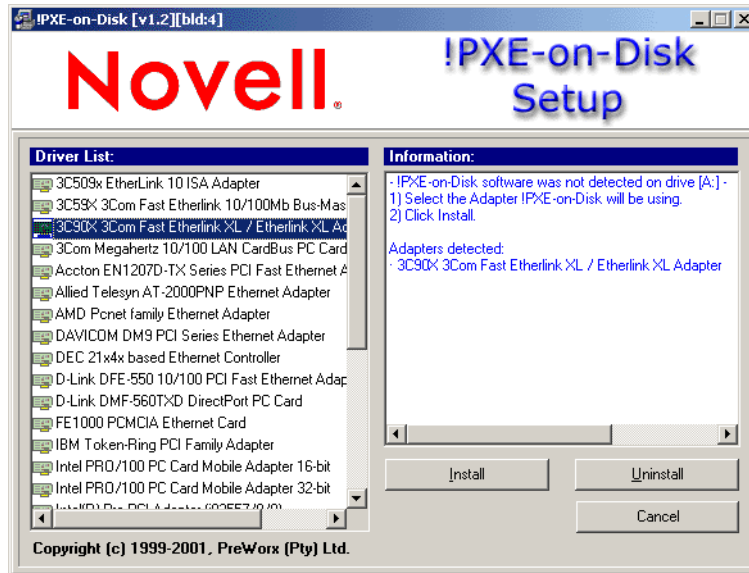 !PXE-on-Disk [v1.2][bld:4]
Novell.
!PXE-on-Disk
Setup
Driver List:
3C509x EtherLink 10 ISA Adapter
3C59X 3Com Fast Etherlink 10/100Mb Bus-Mas
3C90X 3Com Fast Etherlink XL / Etherlink XL Ad
3Com Megahertz 10/100 LAN CardBus PC Card
Accton EN1207D-TX Series PCI Fast Ethernet A
Allied Telesyn AT-2000PNP Ethernet Adapter
AMD Pcnet family Ethernet Adapter
DAVICOM DM9 PCI Series Ethernet Adapter
DEC 21x4x based Ethernet Controller
D-Link DFE-550 10/100 PCI Fast Ethernet Adap
D-Link DMF-560TXD DirectPort PC Card
FE1000 PCMCIA Ethernet Card
IBM Token-Ring PCI Family Adapter
Intel PRO/100 PC Card Mobile Adapter 16-bit
Intel PRO/100 PC Card Mobile Adapter 32-bit
Information:
- !PXE-on-Disk software was not detected on drive [A:] -
1) Select the Adapter !PXE-on-Disk will be using.
2) Click Install.
Adapters detected:
- 3C90X 3Com Fast Etherlink XL / Etherlink XL Adapter
Install
Uninstall
Cancel
Copyright (c) 1999-2001, PreWorx (Pty) Ltd.